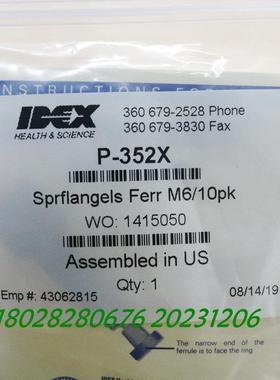 INSTRUCTIONS FO
IDEX
HEALTH & SCIENCE
360 679-2528 Phone
360 679-3830 Fax
P-352X
Sprflangels Ferr M6/10pk
WO: 1415050
Assembled in US
Qty: 1
Emp #: 43062815
08/14/19
18028280676 20231206
The narrow end of the
ferrule is to face the ring